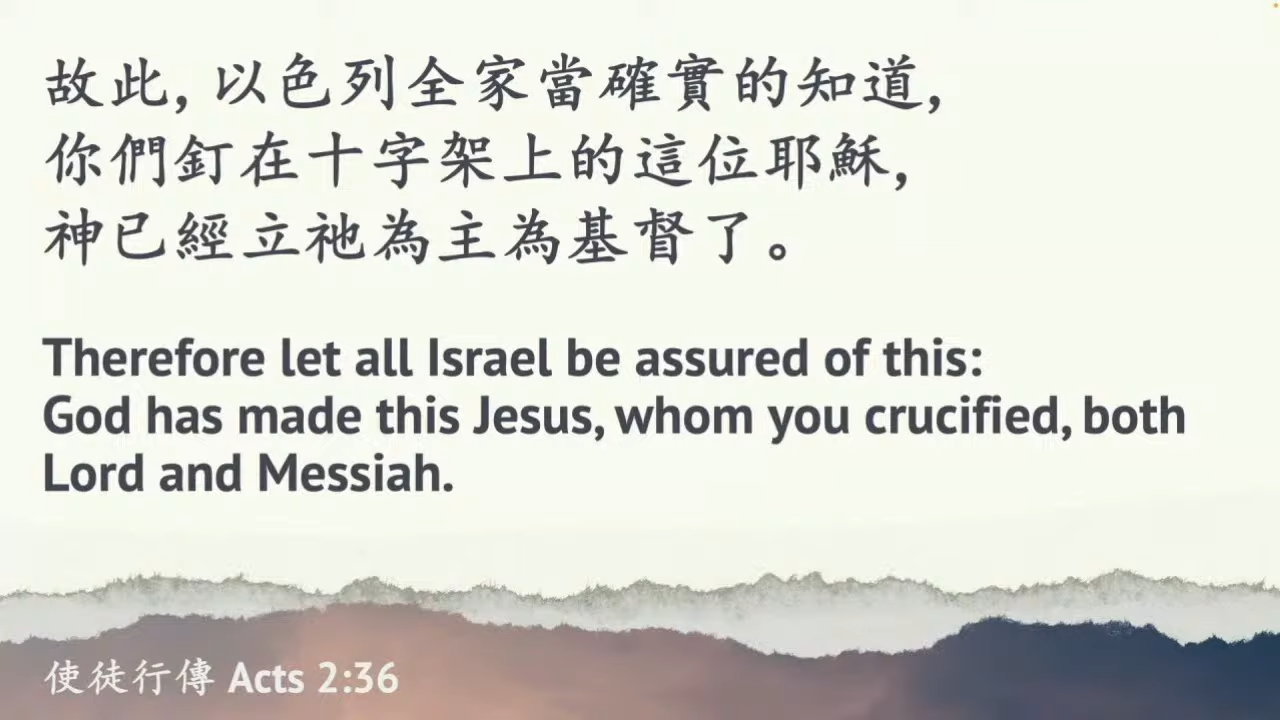 故此, 以色列全家當確實的知道,
你們釘在十字架上的這位耶穌,
神已經立祂為主為基督了。
Therefore let all Israel be assured of this:
God has made this Jesus, whom you crucified, both
Lord and Messiah.
使徒行傳 Acts 2:36